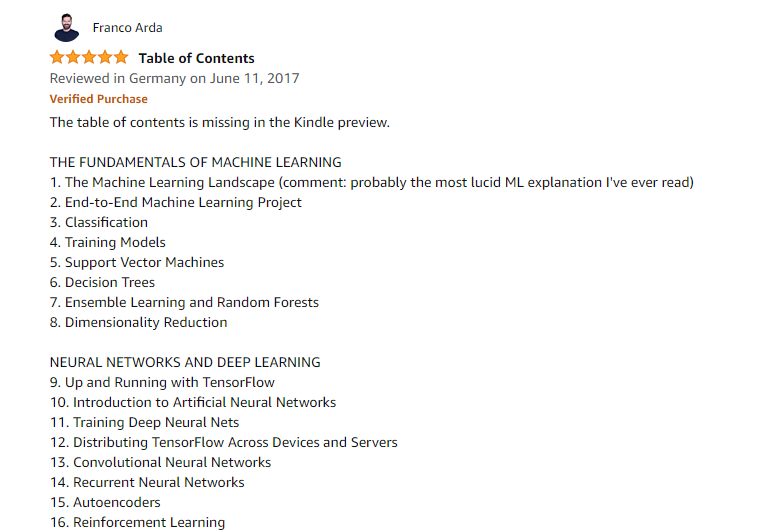 Franco Arda
Table of Contents
Reviewed in Germany on June 11, 2017
Verified Purchase
The table of contents is missing in the Kindle preview.
THE FUNDAMENTALS OF MACHINE LEARNING
1. The Machine Learning Landscape (comment: probably the most lucid ML explanation I've ever read)
2. End-to-End Machine Learning Project
3. Classification
4. Training Models
5. Support Vector Machines
6. Decision Trees
7. Ensemble Learning and Random Forests
8. Dimensionality Reduction
NEURAL NETWORKS AND DEEP LEARNING
9. Up and Running with TensorFlow
10. Introduction to Artificial Neural Networks
11. Training Deep Neural Nets
12. Distributing TensorFlow Across Devices and Servers
13. Convolutional Neural Networks
14. Recurrent Neural Networks
15. Autoencoders
16. Reinforcement Learning